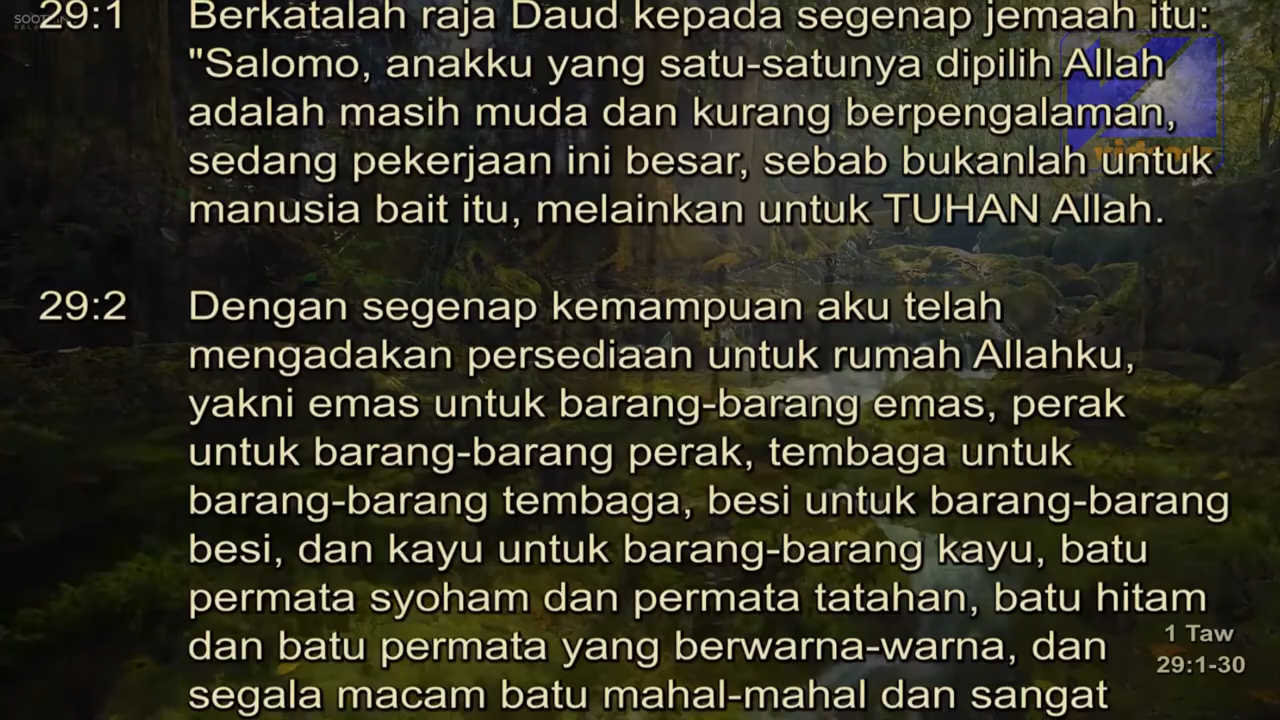 29:1 Berkatalah raja Daud kepada segenap jemaah itu:
"Salomo, anakku yang satu-satunya dipilih Allah
adalah masih muda dan kurang berpengalaman,
sedang pekerjaan ini besar, sebab bukanlah untuk
manusia bait itu, melainkan untuk TUHAN Allah.
29:2 Dengan segenap kemampuan aku telah
mengadakan persediaan untuk rumah Allahku,
yakni emas untuk barang-barang emas, perak
untuk barang-barang perak, tembaga untuk
barang-barang tembaga, besi untuk barang-barang
besi, dan kayu untuk barang-barang kayu, batu
permata syoham dan permata tatahan, batu hitam
dan batu permata yang berwarna-warna, dan
segala macam batu mahal-mahal dan sangat
1 Taw
29:1-30